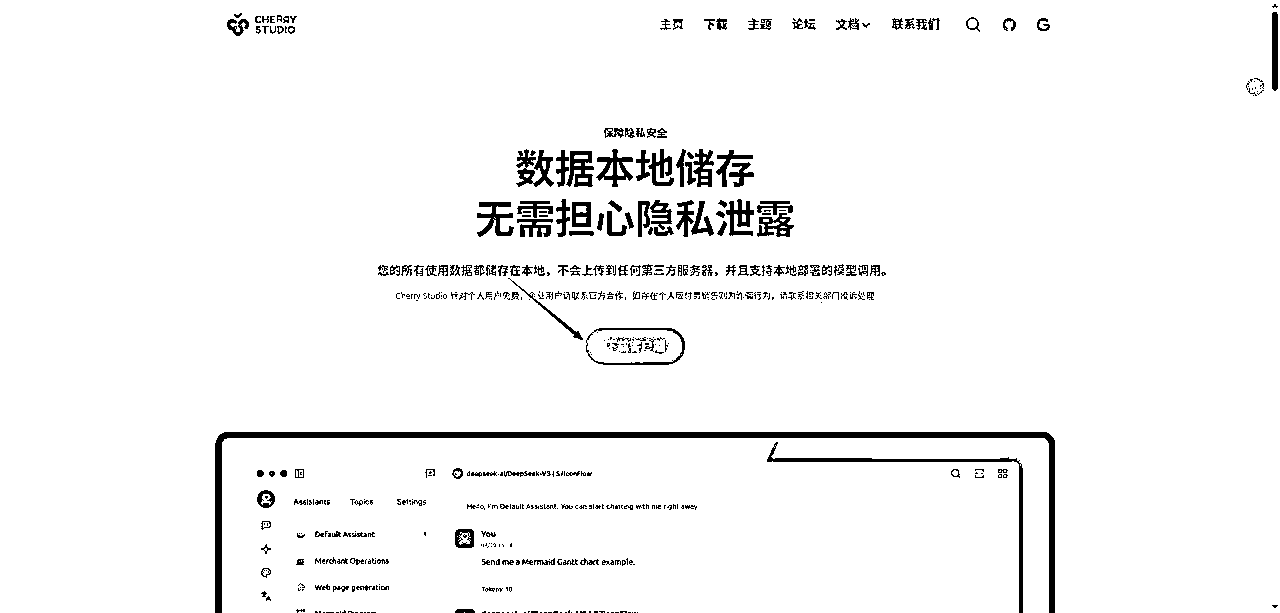 CHERRY STUDIO
主页 下载 主题 论坛 文档 联系我们
保障隐私安全
数据本地储存
无需担心隐私泄露
您的所有使用数据都储存在本地，不会上传到任何第三方服务器，并且支持本地部署的模型调用。
Cherry Studio 针对个人用户免费，企业用户请联系官方合作，如存在个人应付费销售则为诈骗行为，请联系相关部门投诉处理
deepseek-ai/DeepSeek-V3 | SiliconFlow
Assistants Topics Settings
Hello, I'm Default Assistant. You can start chatting with me right away
Default Assistant
You
Merchant Operations
Send me a Mermaid Gantt chart example.
Web page generation
Tokens: 10